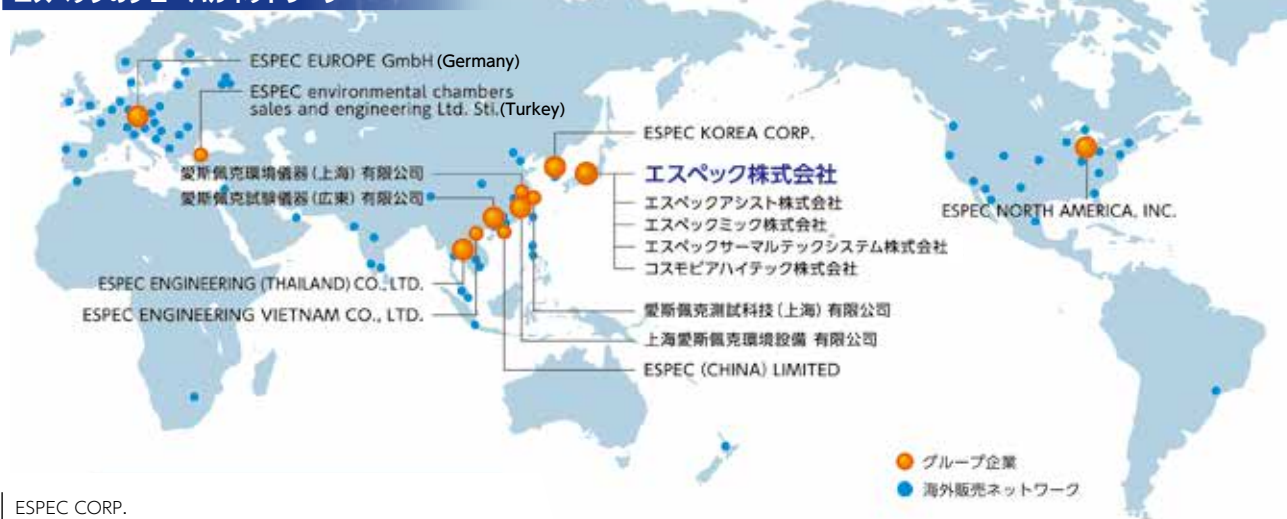 ESPEC EUROPE GmbH (Germany)
ESPEC environmental chambers
sales and engineering Ltd. Sti.(Turkey)
愛斯佩克環境儀器(上海)有限公司
愛斯佩克試験儀器(広東)有限公司
ESPEC ENGINEERING (THAILAND) CO., LTD.
ESPEC ENGINEERING VIETNAM CO., LTD.
ESPEC KOREA CORP.
エスペック株式会社
エスペックアシスト株式会社
エスペックミック株式会社
エスペックサーマルテックシステム株式会社
コスモピアハイテック株式会社
愛斯佩克測試科技(上海)有限公司
上海愛斯佩克環境設備 有限公司
ESPEC (CHINA) LIMITED
ESPEC NORTH AMERICA, INC.
グループ企業
海外販売ネットワーク
ESPEC CORP.